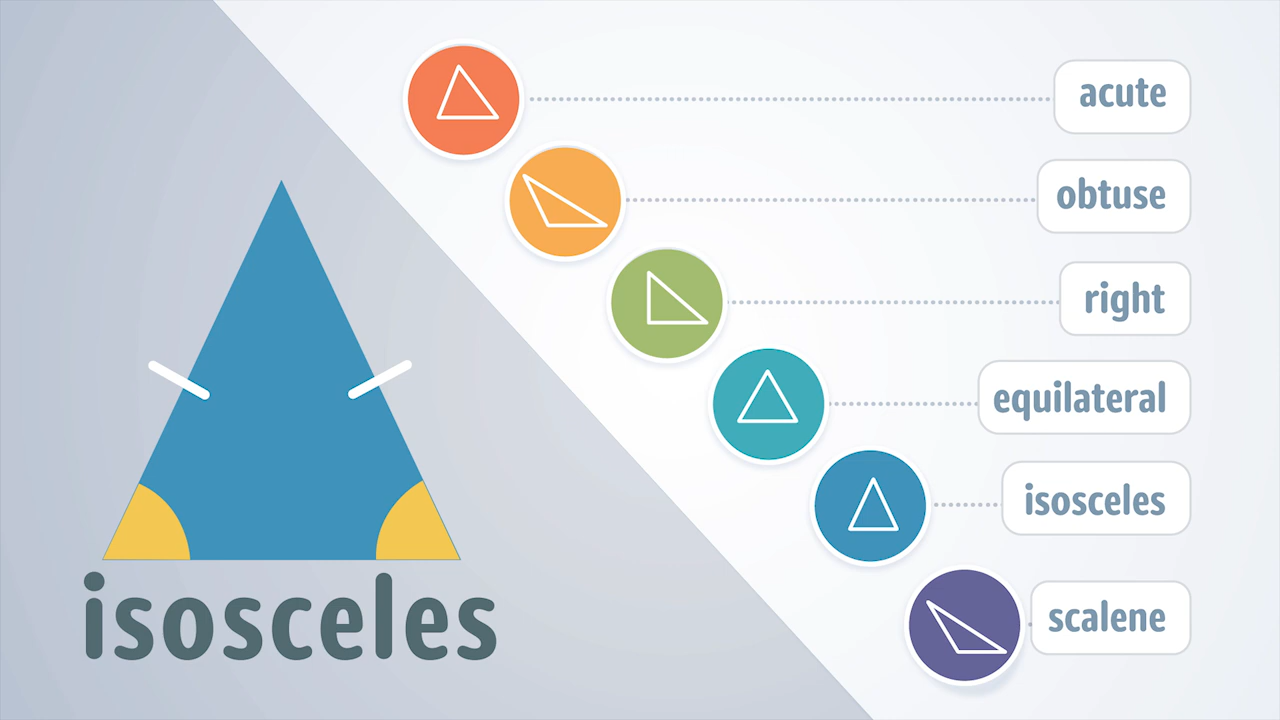 isosceles
acute
obtuse
right
equilateral
isosceles
scalene